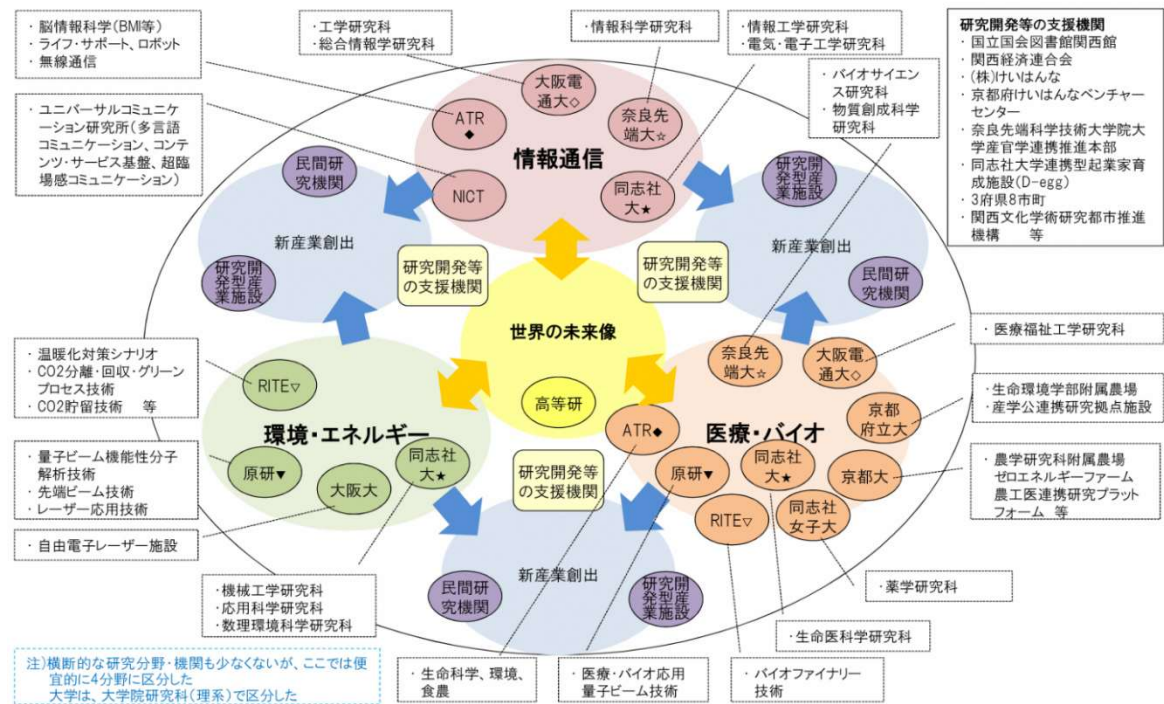 ・脳情報科学(BMI等)
・ライフ・サポート、ロボット
・無線通信
・工学研究科
・総合情報学研究科
・情報科学研究科
・情報工学研究科
・電気・電子工学研究科
・バイオサイエン
ス研究科
・物質創成科学
研究科
研究開発等の支援機関
・国立国会図書館関西館
・関西経済連合会
・(株)けいはんな
・京都府けいはんなベンチャー
センター
・奈良先端科学技術大学院大
学産官学連携推進本部
・同志社大学連携型起業家育
成施設(D-egg)
・3府県8市町
・関西文化学術研究都市推進
機構 等
・ユニバーサルコミュニケ
ーション研究所(多言語
コミュニケーション、コンテ
ンツ・サービス基盤、超臨
場感コミュニケーション)
大阪電
通大◇
ATR
◆
奈良先
端大☆
情報通信
NICT
同志社
大★
民間研
究機関
新産業創出
研究開
発型産
業施設
研究開
発型産
業施設
新産業創出
民間研
究機関
研究開発等
の支援機関
研究開発等
の支援機関
世界の未来像
高等研
研究開発等
の支援機関
・温暖化対策シナリオ
・CO2分離・回収・グリーン
プロセス技術
・CO2貯留技術 等
・量子ビーム機能性分子
解析技術
・先端ビーム技術
・レーザー応用技術
・自由電子レーザー施設
・機械工学研究科
・応用科学研究科
・数理環境科学研究科
RITE▽
環境・エネルギー
原研▼
大阪大
同志社
大★
奈良先
端大☆
大阪電
通大◇
京都
府立大
ATR◆
医療・バイオ
原研▼
同志社
大★
京都大
RITE▽
同志社
女子大
・医療福祉工学研究科
・生命環境学部附属農場
・産学公連携研究拠点施設
・農学研究科附属農場
ゼロエネルギーファーム
農工医連携研究プラット
フォーム 等
・薬学研究科
・生命医科学研究科
・バイオファイナリー
技術
・医療・バイオ応用
量子ビーム技術
・生命科学、環境、
食農
民間研
究機関
新産業創出
研究開
発型産
業施設
注)横断的な研究分野・機関も少なくないが、ここでは便
宜的に4分野に区分した
大学は、大学院研究科(理系)で区分した